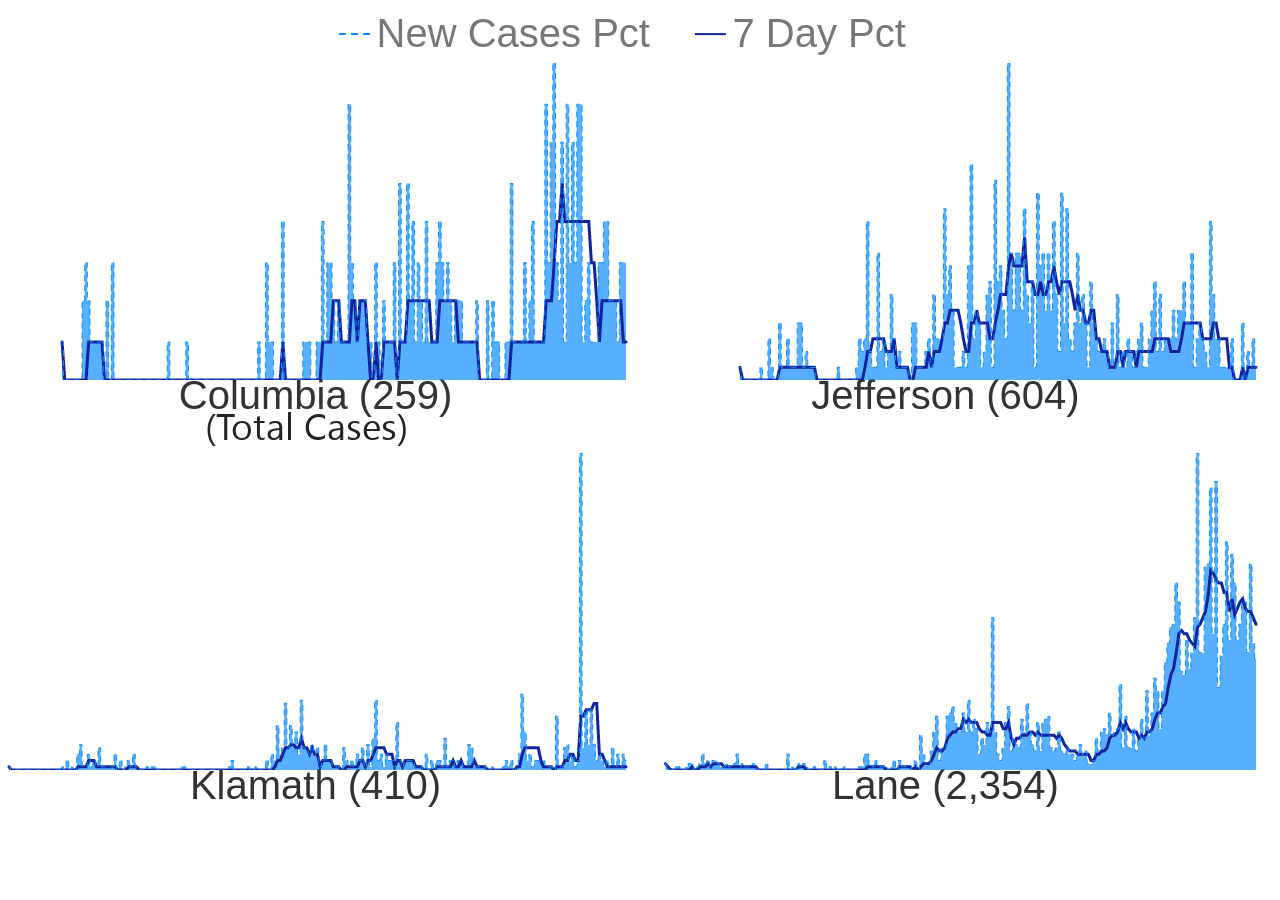 New Cases Pct 7 Day Pct
Columbia (259) Jefferson (604)
(Total Cases)
Klamath (410) Lane (2,354)